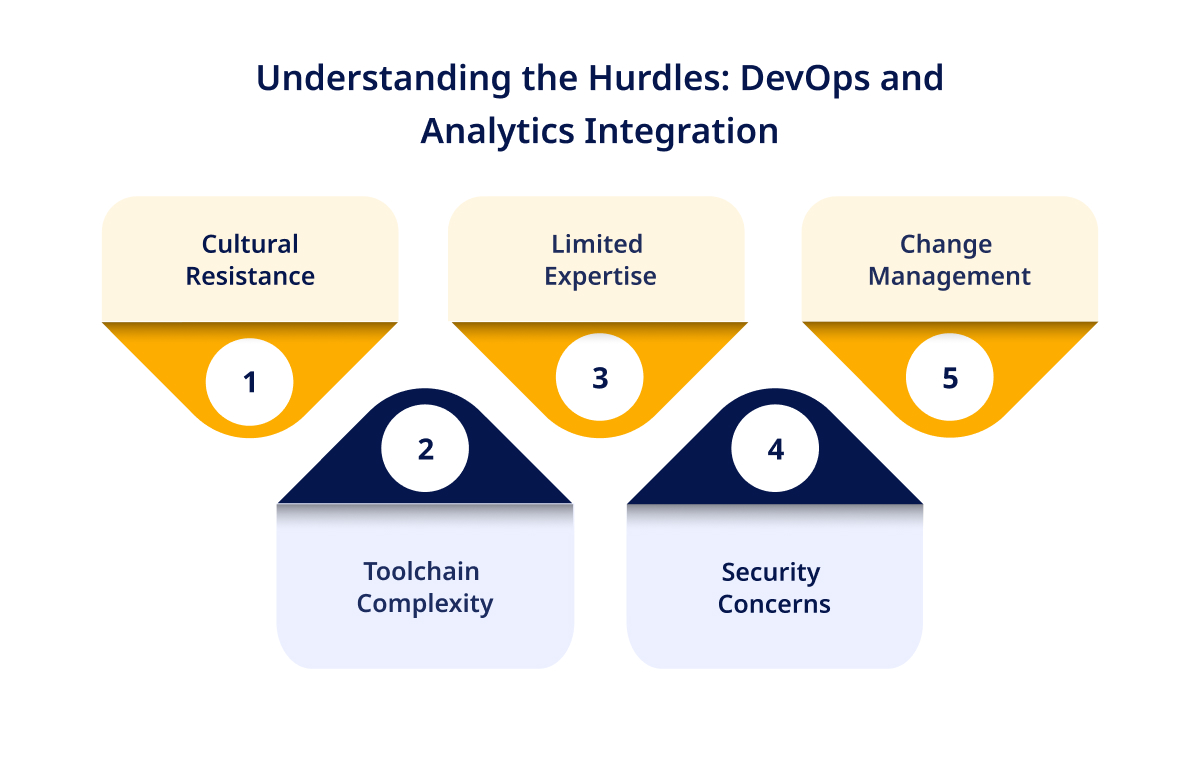 Understanding the Hurdles: DevOps and
Analytics Integration
Cultural
Resistance
1
2
Toolchain
Complexity
Limited
Expertise
3
4
Security
Concerns
Change
Management
5